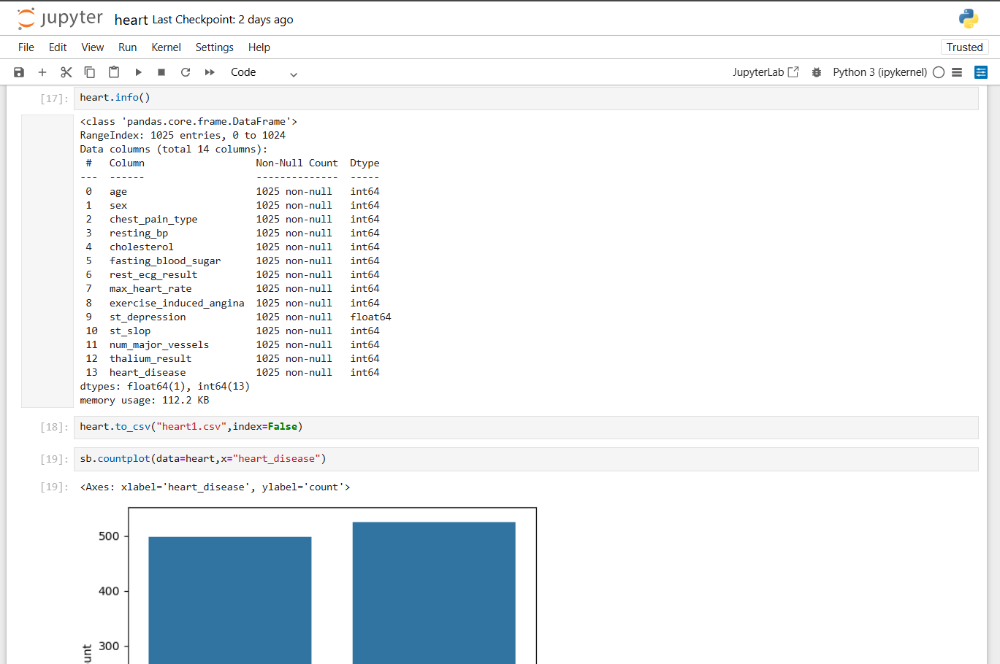 jupyter heart Last Checkpoint: 2 days ago
File Edit View Run Kernel Settings Help Trusted
Code JupyterLab Python 3 (ipykernel)
[17]: heart.info()
<class 'pandas.core.frame.DataFrame'>
RangeIndex: 1025 entries, 0 to 1024
Data columns (total 14 columns):
 #   Column                   Non-Null Count  Dtype
---  ------                   --------------  -----
 0   age                      1025 non-null   int64
 1   sex                      1025 non-null   int64
 2   chest_pain_type          1025 non-null   int64
 3   resting_bp               1025 non-null   int64
 4   cholesterol              1025 non-null   int64
 5   fasting_blood_sugar      1025 non-null   int64
 6   rest_ecg_result          1025 non-null   int64
 7   max_heart_rate           1025 non-null   int64
 8   exercise_induced_angina  1025 non-null   int64
 9   st_depression            1025 non-null   float64
 10  st_slop                  1025 non-null   int64
 11  num_major_vessels        1025 non-null   int64
 12  thalium_result           1025 non-null   int64
 13  heart_disease            1025 non-null   int64
dtypes: float64(1), int64(13)
memory usage: 112.2 KB
[18]: heart.to_csv("heart1.csv",index=False)
[19]: sb.countplot(data=heart,x="heart_disease")
[19]: <Axes: xlabel='heart_disease', ylabel='count'>
500
400
300